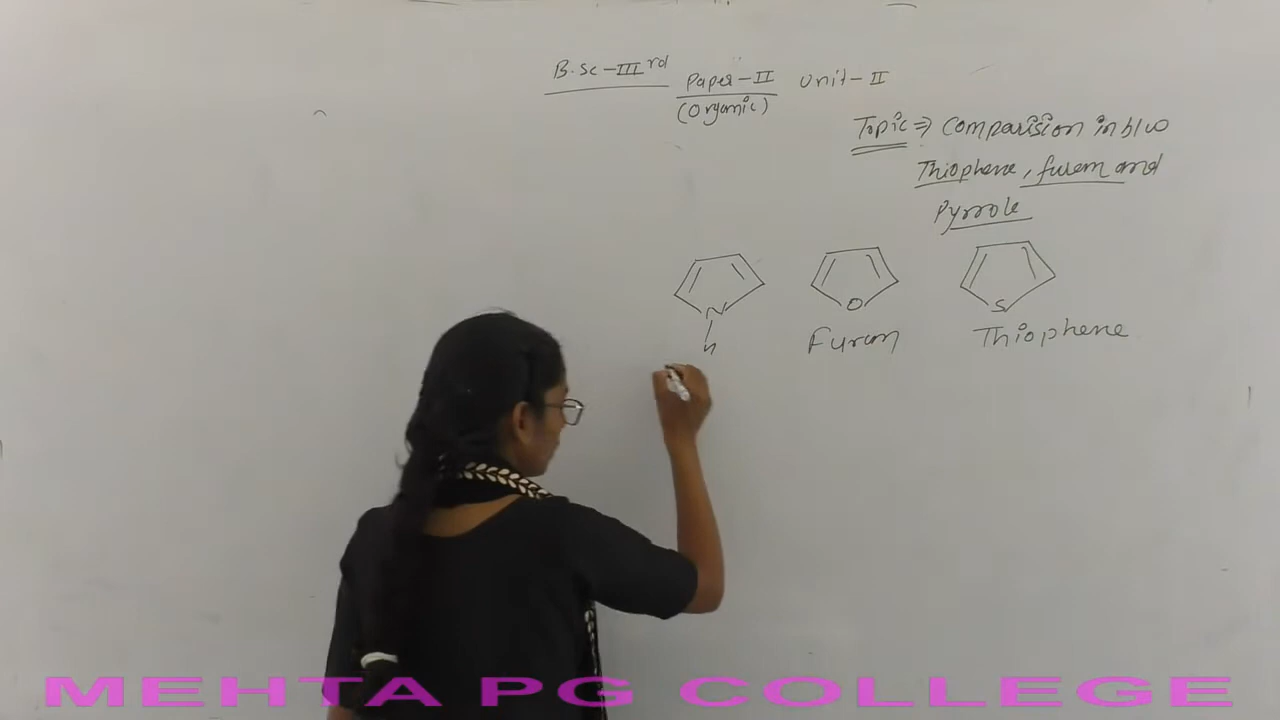 B.Sc-IIIrd Paper-II Unit-II
(Organic)
Topic ⇒ Comparision in b/w
Thiophene, furan and
Pyrrole
N
H
O
S
Furan
Thiophene
MEHTA PG COLLEGE